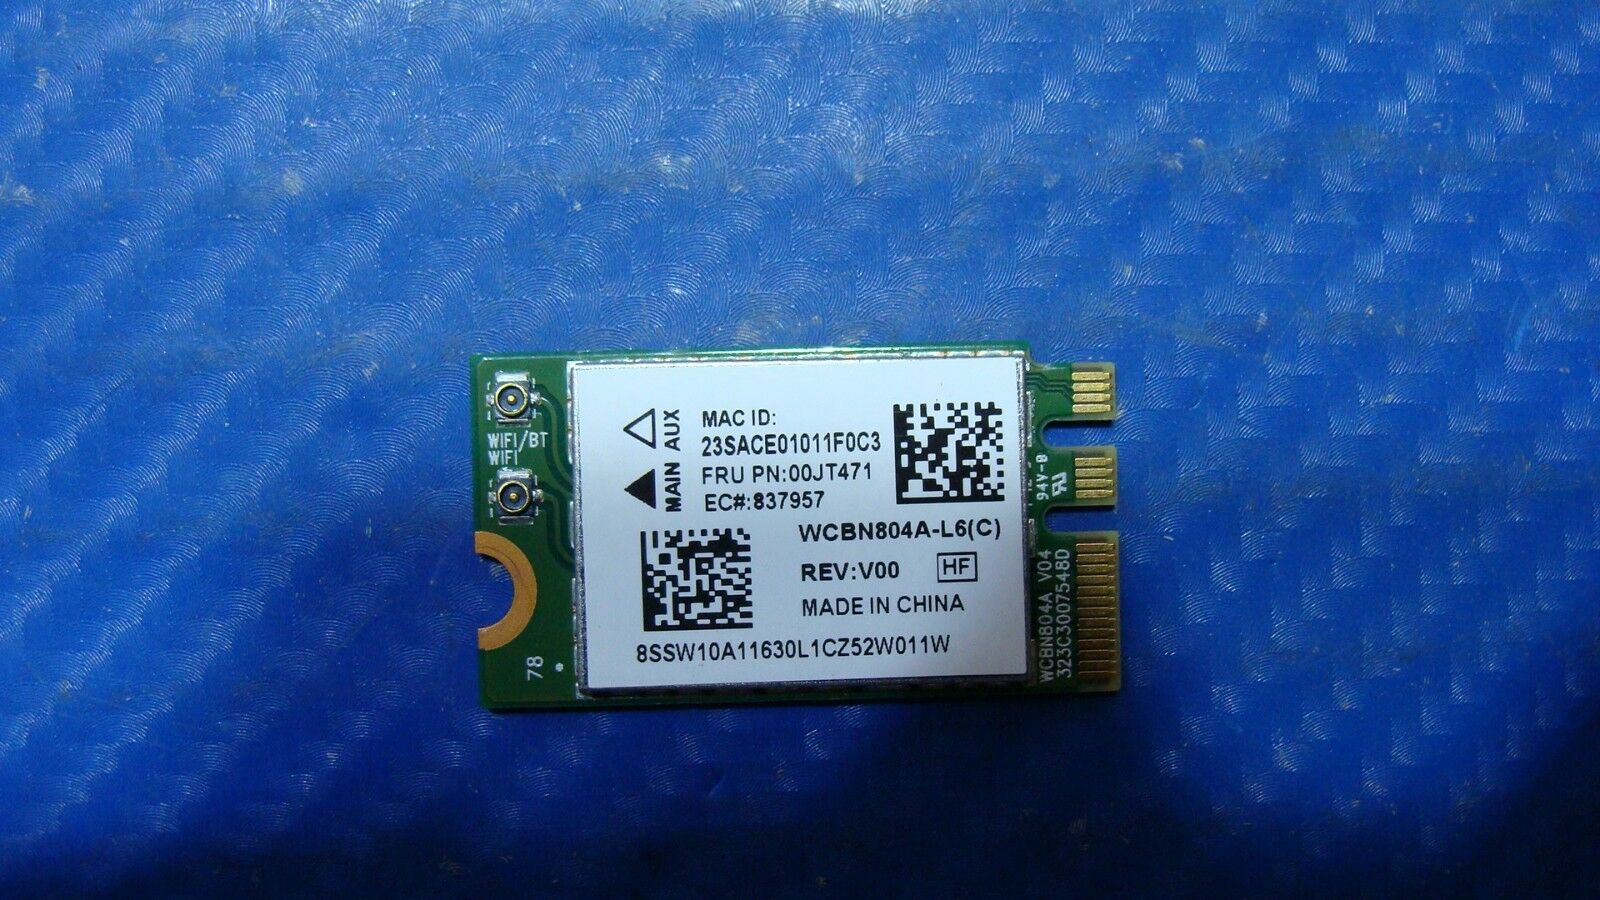 WIFI/BT
WIFI
78
AUX
MAIN
MAC ID:
23SACE01011F0C3
FRU PN:00JT471
EC#:837957
WCBN804A-L6(C)
REV:V00
HF
MADE IN CHINA
8SSW10A11630L1CZ52W011W
94V-0
WCBN804A V04
323C3007548D